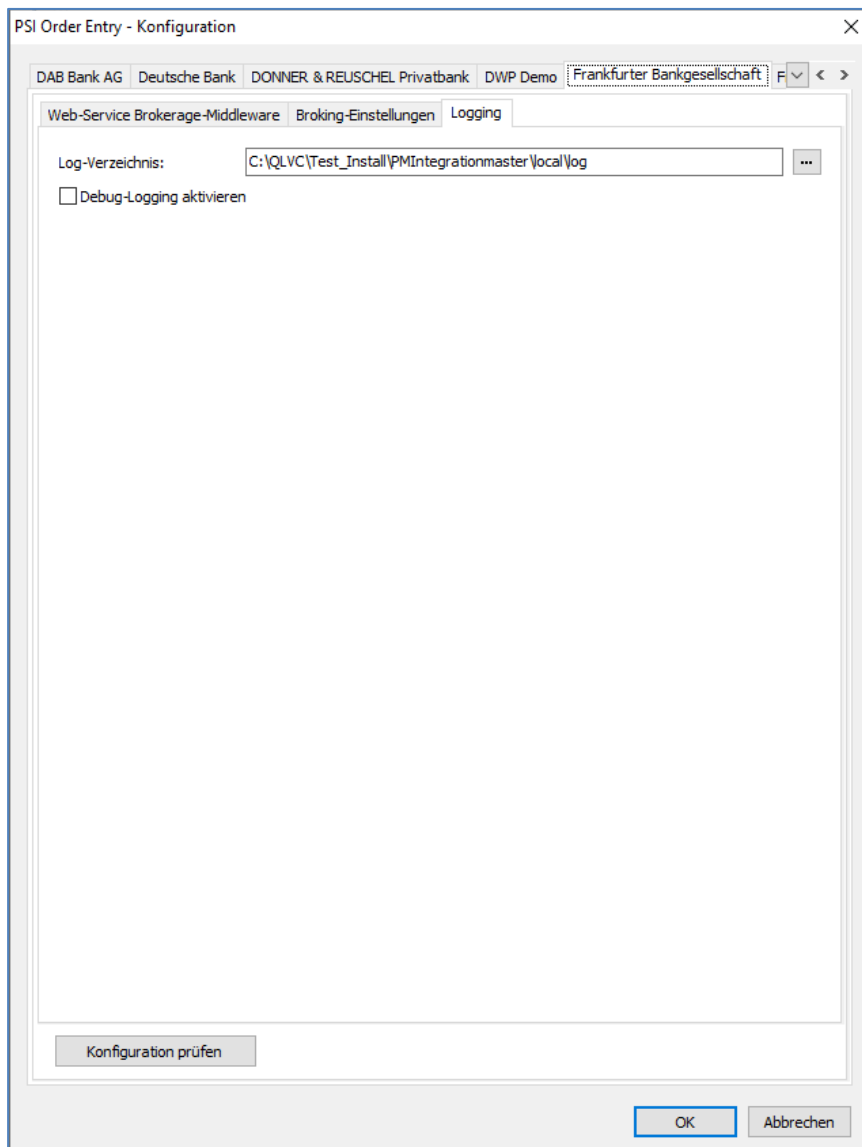 PSI Order Entry - Konfiguration
DAB Bank AG Deutsche Bank DONNER & REUSCHEL Privatbank DWP Demo Frankfurter Bankgesellschaft F
Web-Service Brokerage-Middleware Broking-Einstellungen Logging
Log-Verzeichnis: C:\QLVC\Test_Install\PMIntegrationmaster\local\log ...
Debug-Logging aktivieren
Konfiguration prüfen
OK Abbrechen